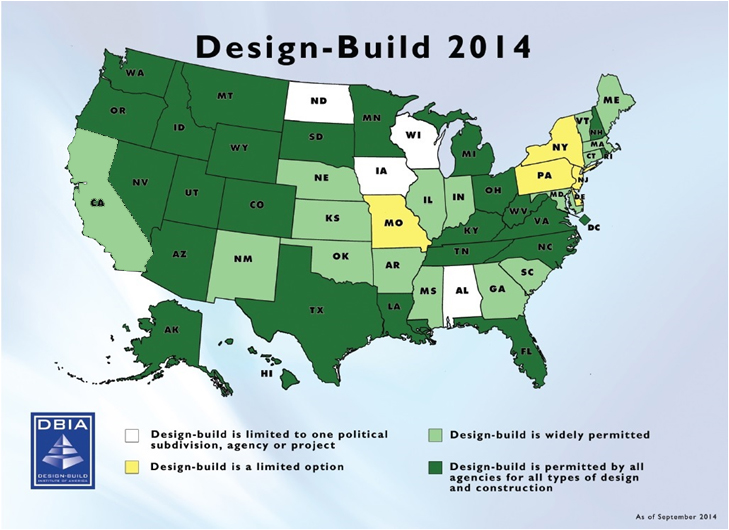 Design-Build 2014
WA
MT
ND
MN
ME
VT
NH
OR
ID
SD
WI
MI
NY
MA
CT
RI
WY
IA
PA
NJ
NV
NE
IL
IN
OH
MD
DE
UT
CO
KS
MO
WV
VA
DC
CA
KY
AZ
NM
OK
AR
TN
NC
SC
MS
AL
GA
TX
LA
AK
FL
HI
DBIA
DESIGN-BUILD
INSTITUTE OF AMERICA
Design-build is limited to one political
subdivision, agency or project
Design-build is a limited option
Design-build is widely permitted
Design-build is permitted by all
agencies for all types of design
and construction
As of September 2014